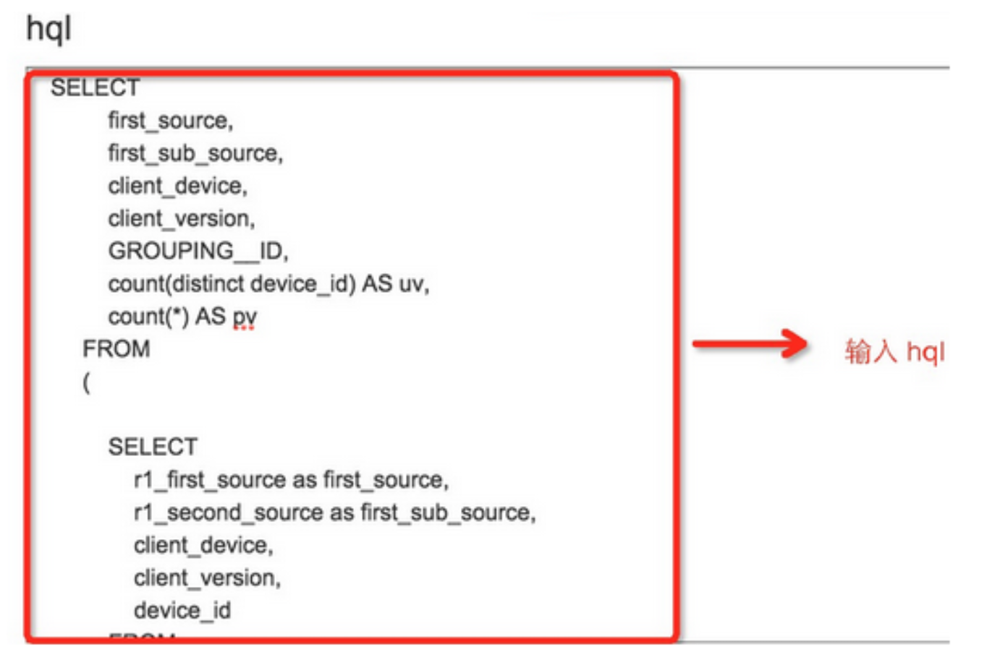 hql
SELECT
first_source,
first_sub_source,
client_device,
client_version,
GROUPING__ID,
count(distinct device_id) AS uv,
count(*) AS pv
FROM
(
输入 hql
SELECT
r1_first_source as first_source,
r1_second_source as first_sub_source,
client_device,
client_version,
device_id
FROM